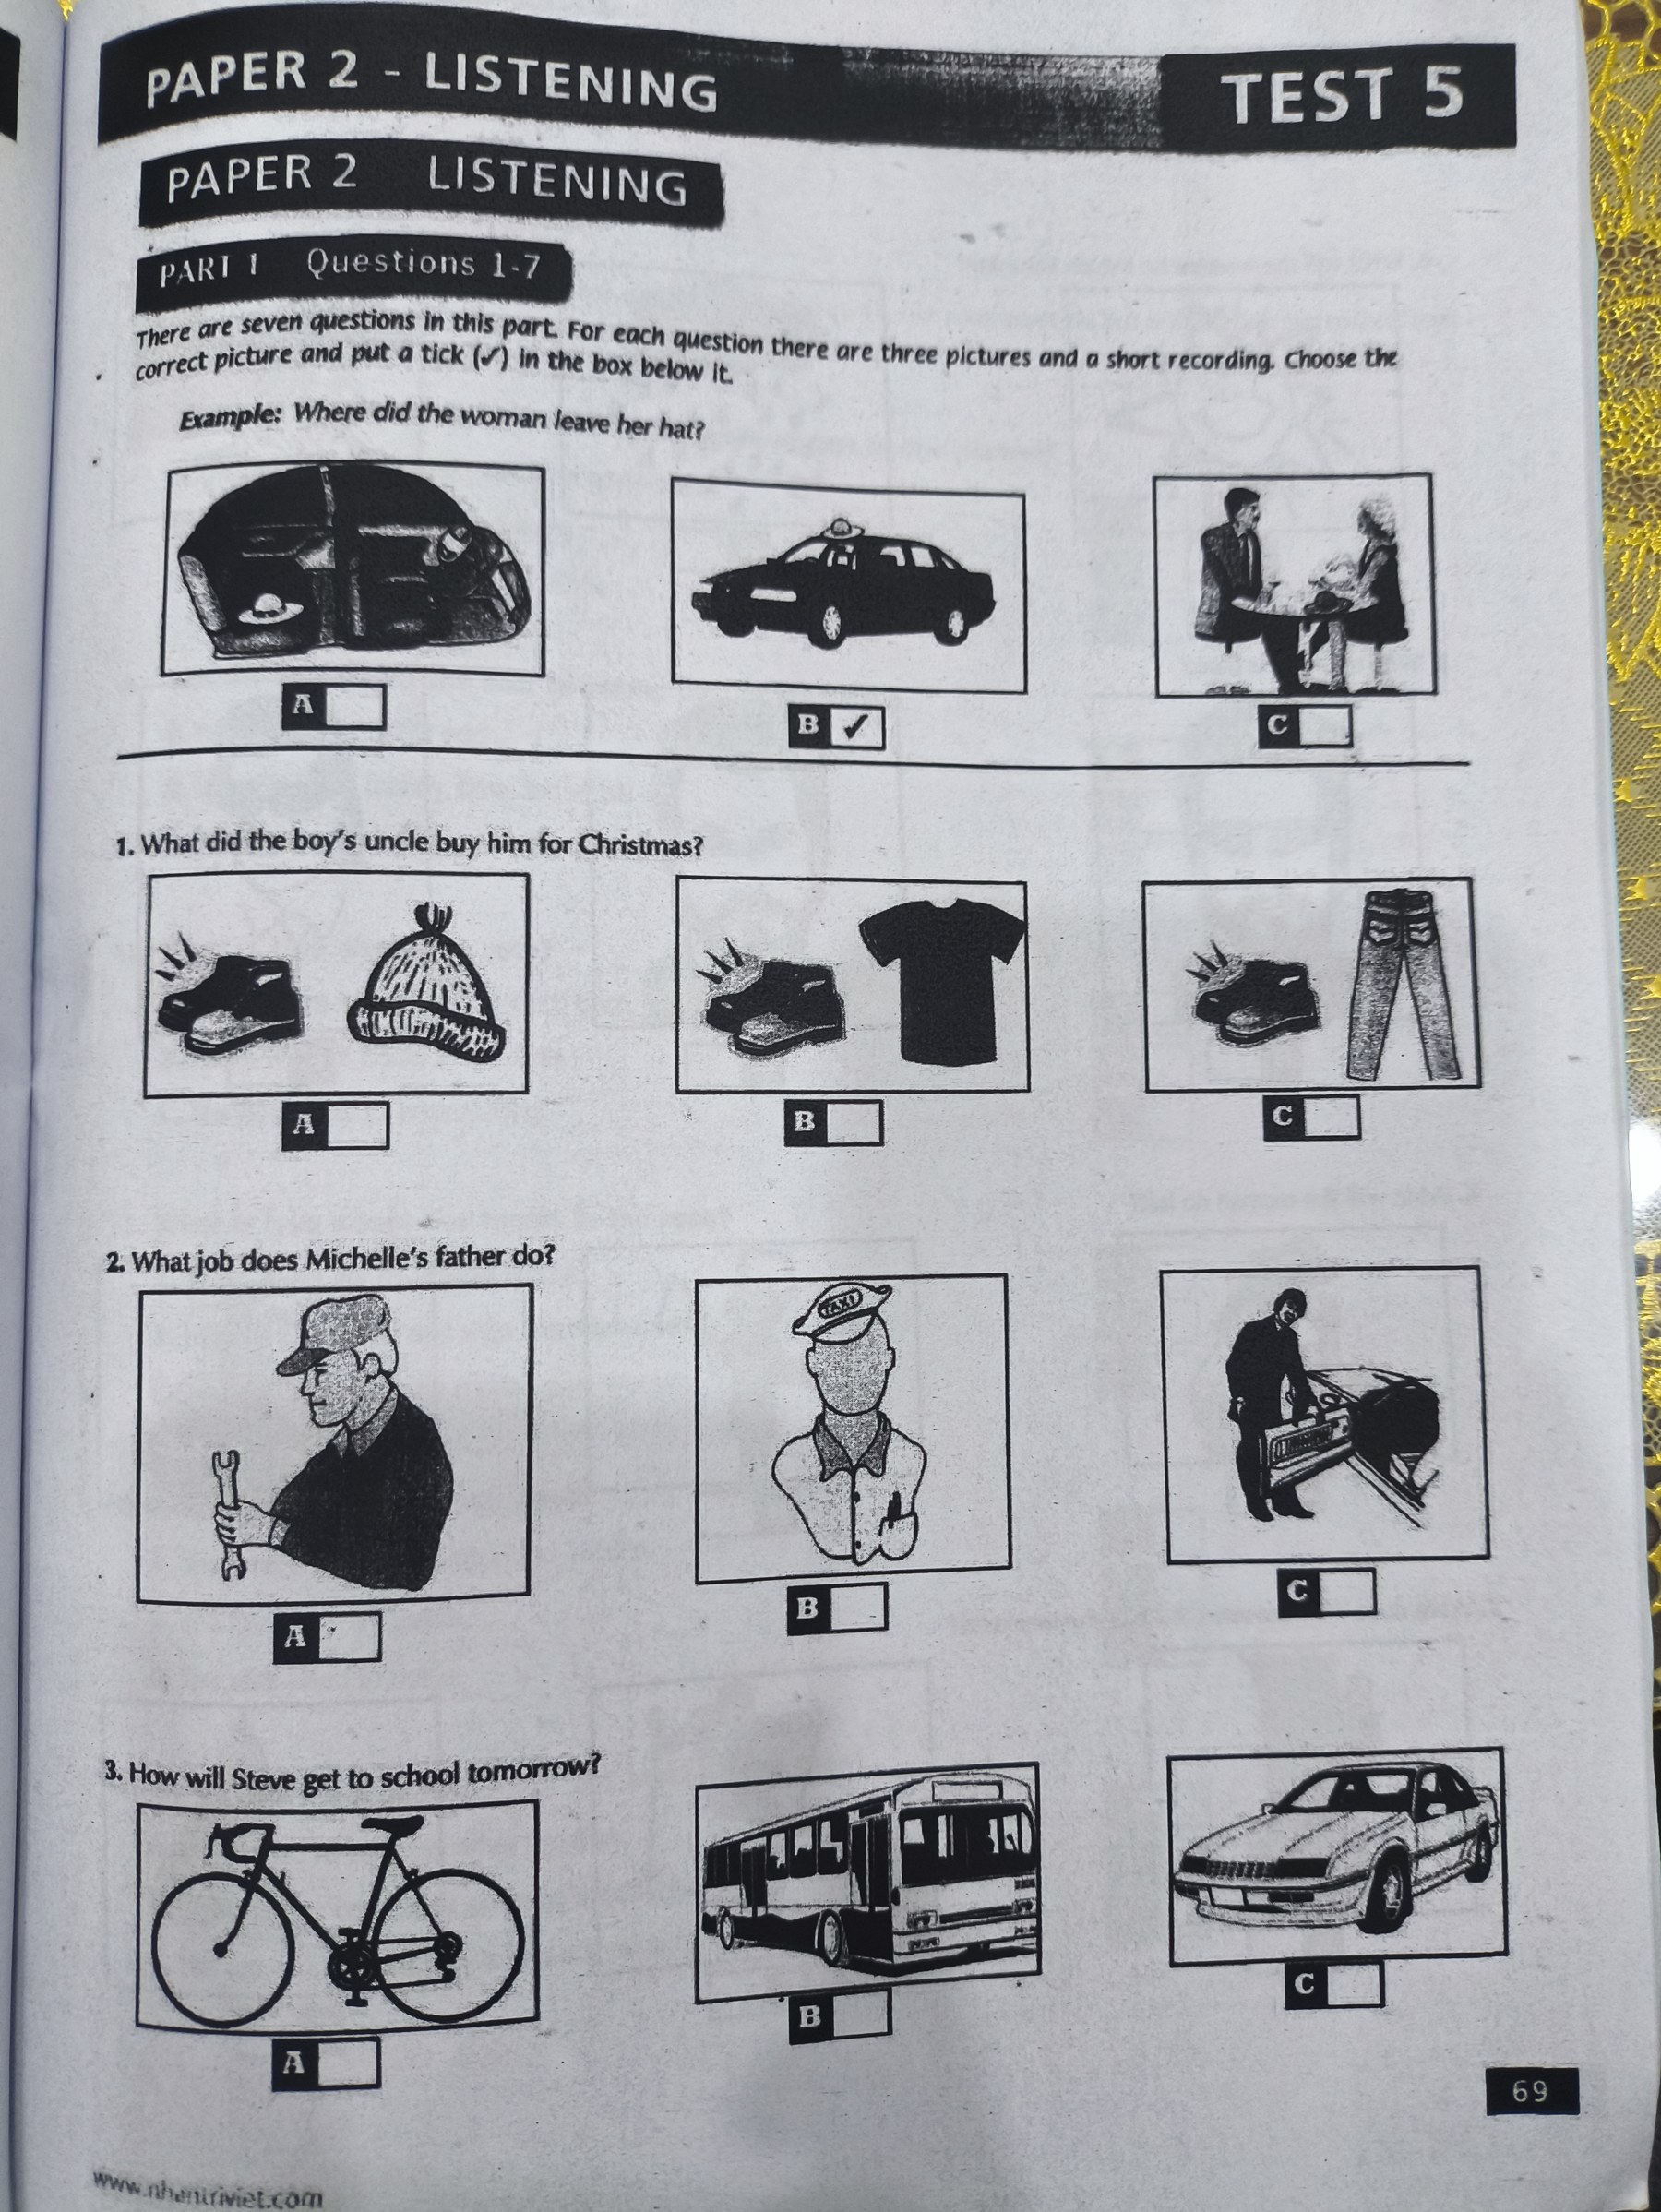 PAPER 2 - LISTENING
TEST 5
PAPER 2 LISTENING
PART 1 Questions 1-7
There are seven questions in this part. For each question there are three pictures and a short recording. Choose the
correct picture and put a tick (✓) in the box below it.
Example: Where did the woman leave her hat?
A
B ✓
C
1. What did the boy's uncle buy him for Christmas?
A
B
C
2. What job does Michelle's father do?
TAXI
A
B
C
3. How will Steve get to school tomorrow?
A
B
C
69
www.nhantriviet.com